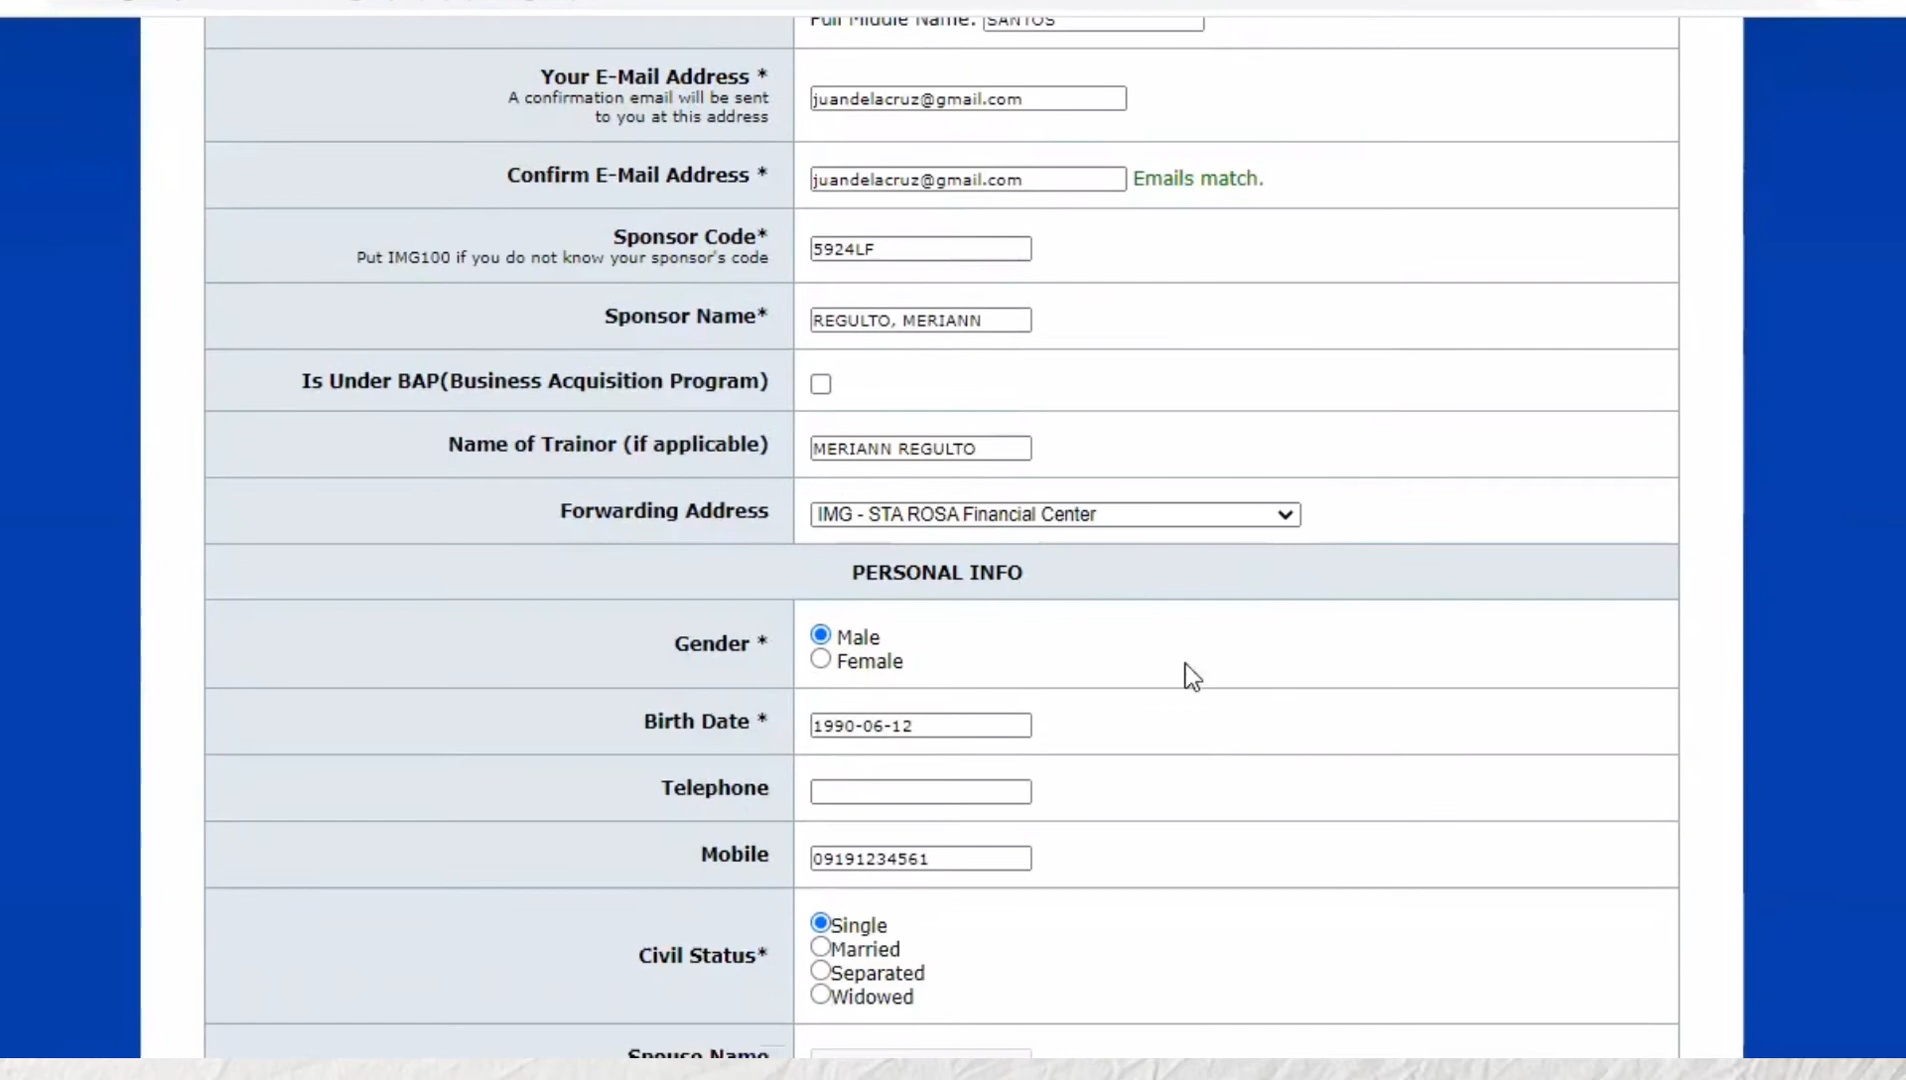 Full Middle Name: SANTOS
Your E-Mail Address *
A confirmation email will be sent
to you at this address
juandelacruz@gmail.com
Confirm E-Mail Address *
juandelacruz@gmail.com Emails match.
Sponsor Code*
Put IMG100 if you do not know your sponsor's code
5924LF
Sponsor Name*
REGULTO, MERIANN
Is Under BAP(Business Acquisition Program)
Name of Trainor (if applicable)
MERIANN REGULTO
Forwarding Address
IMG - STA ROSA Financial Center
PERSONAL INFO
Gender *
Male
Female
Birth Date *
1990-06-12
Telephone
Mobile
09191234561
Civil Status*
Single
Married
Separated
Widowed
Spouse Name